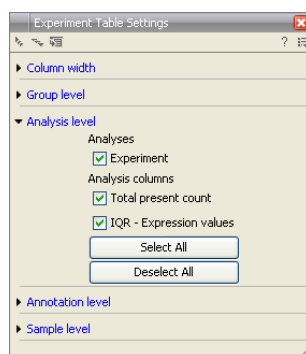 Experiment Table Settings
?
Column width
Group level
Analysis level
Analyses
Experiment
Analysis columns
Total present count
IQR - Expression values
Select All
Deselect All
Annotation level
Sample level